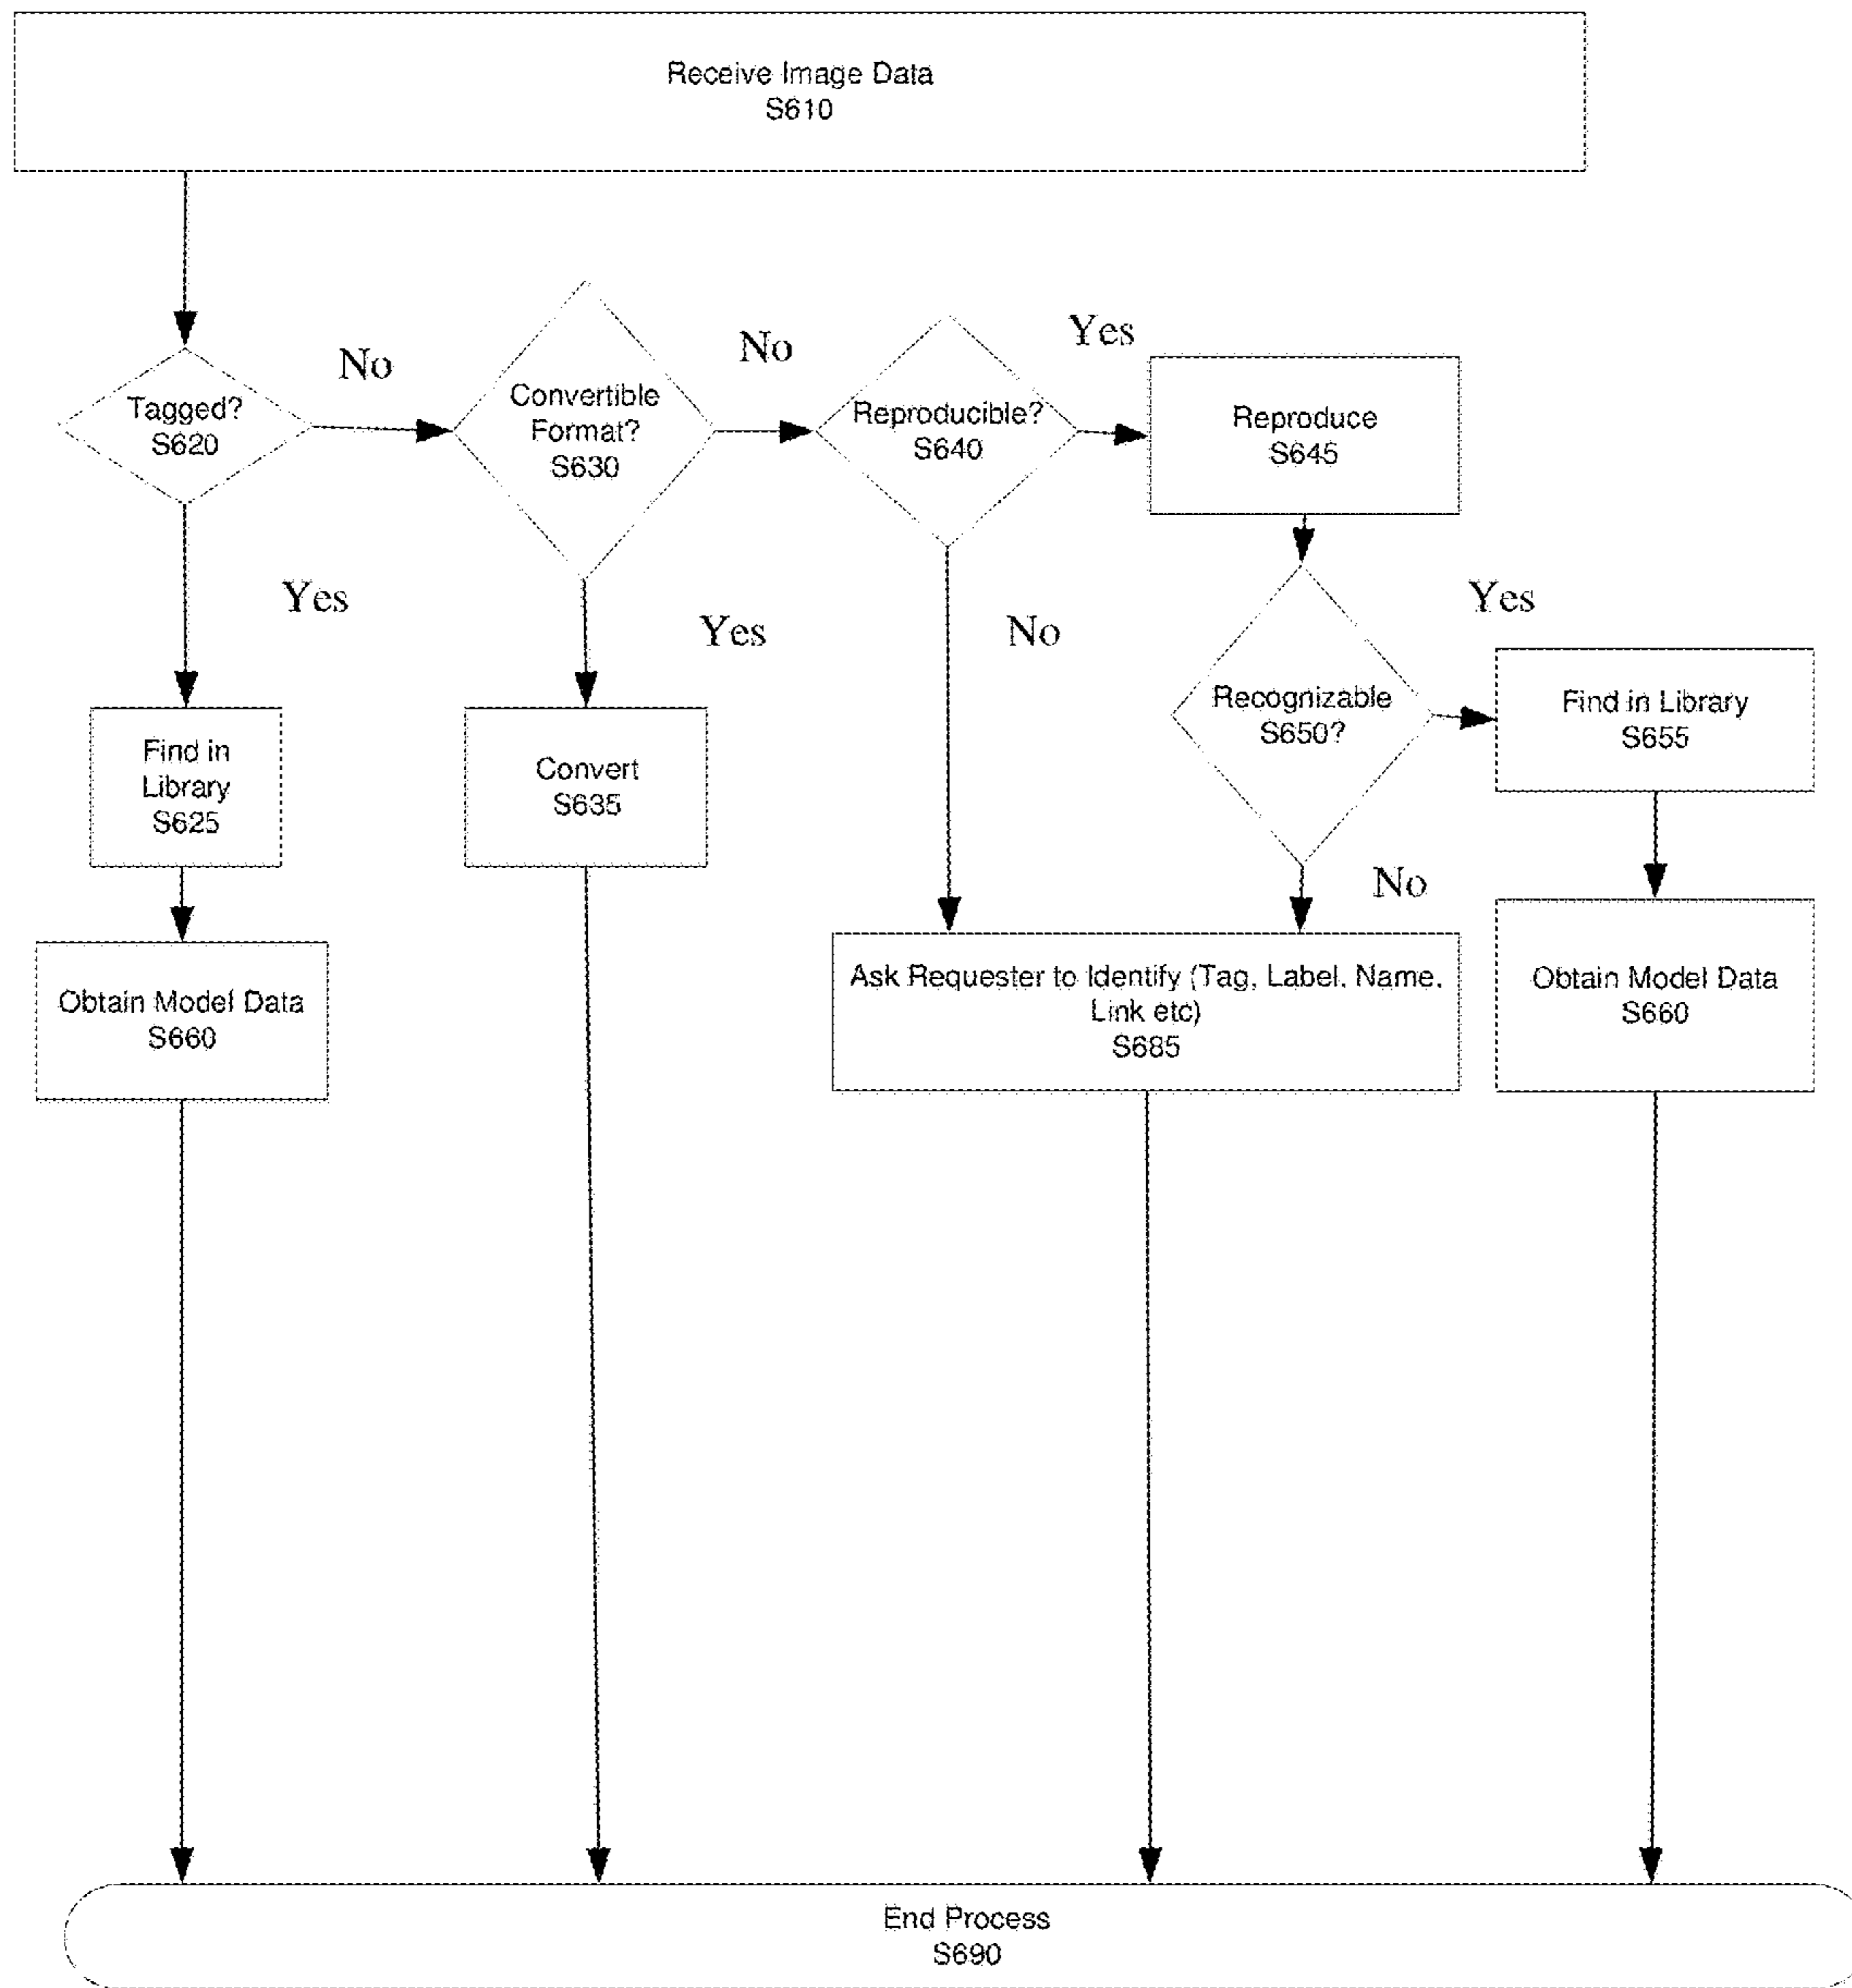 Receive Image Data
S610
No
No
Yes
Tagged?
S620
Convertible
Format?
S630
Reproducible?
S640
Reproduce
S645
Yes
Yes
No
Yes
Recognizable
S650?
Find in Library
S655
Find in
Library
S625
Convert
S635
No
Obtain Model Data
S660
Ask Requester to Identify (Tag, Label, Name,
Link etc)
S685
Obtain Model Data
S660
End Process
S690